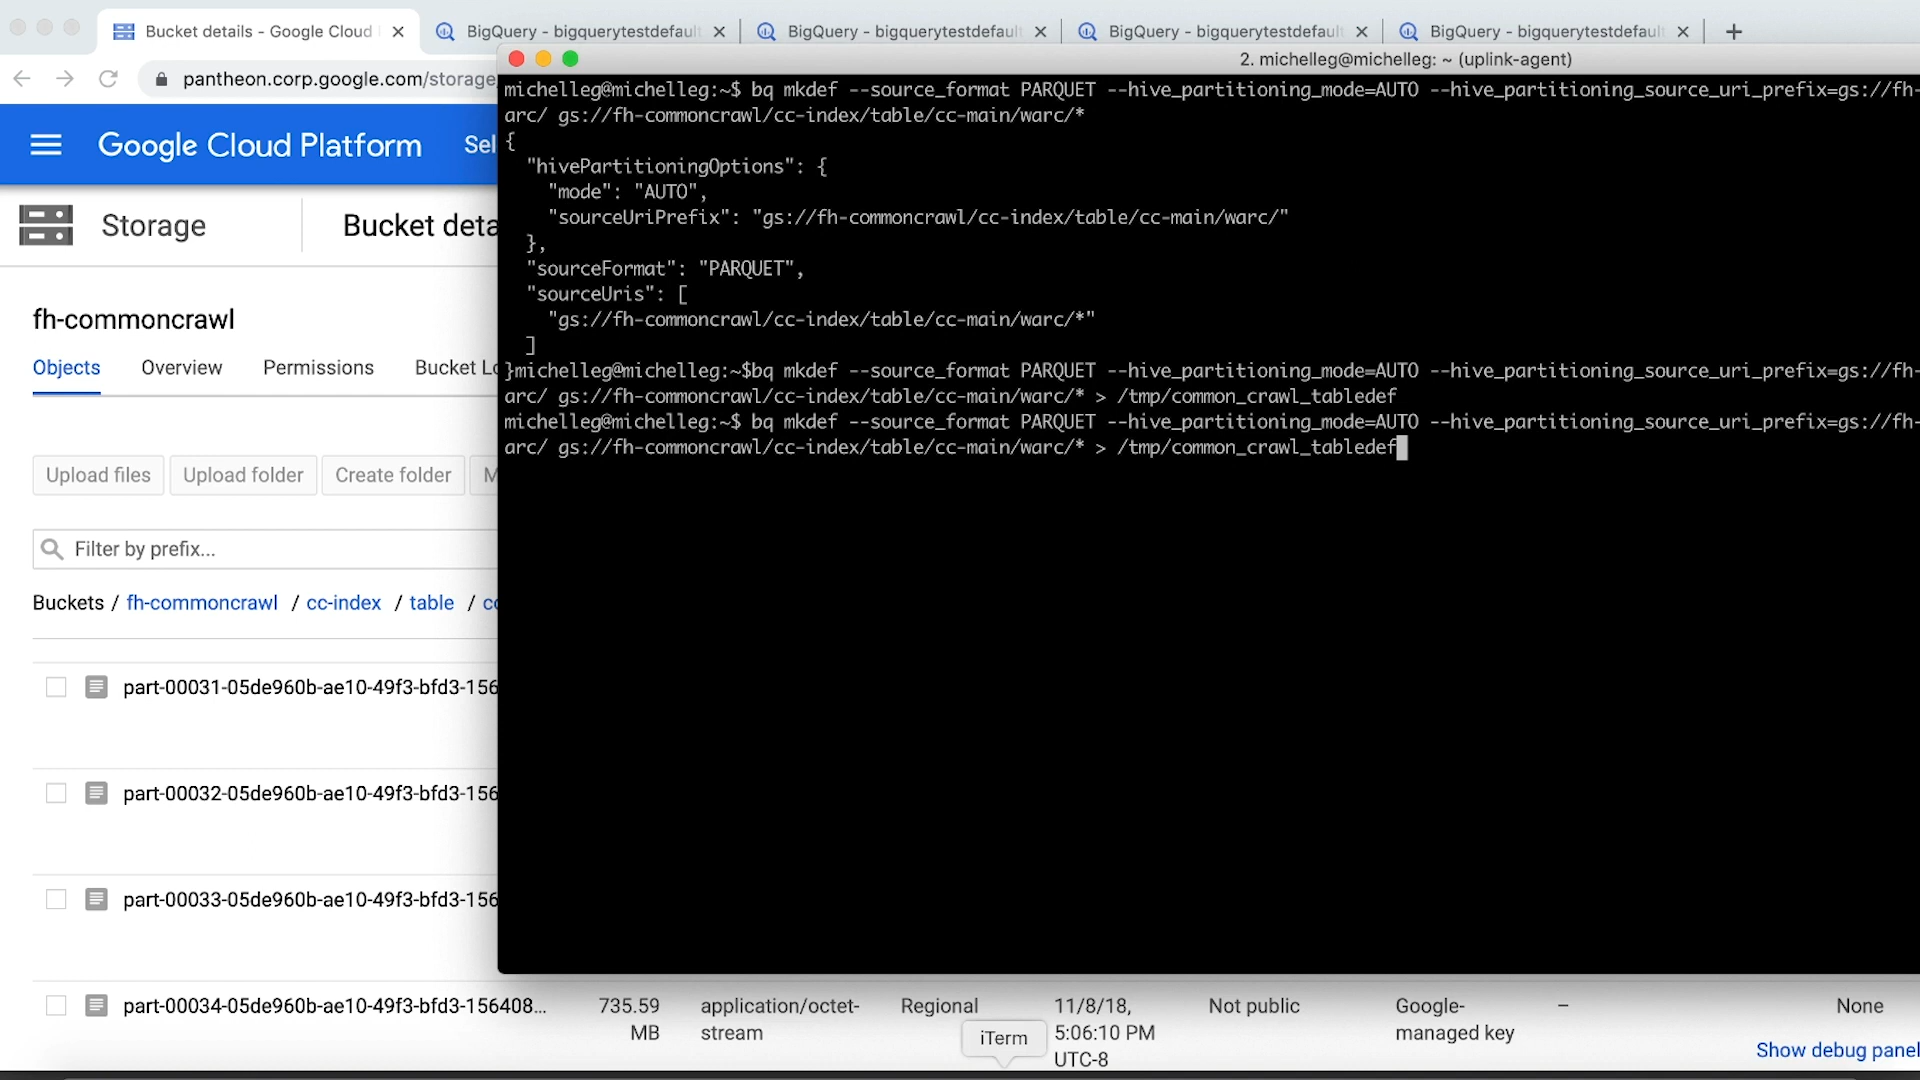 Bucket details - Google Cloud
BigQuery - bigquerytestdefault
BigQuery - bigquerytestdefault
BigQuery - bigquerytestdefault
BigQuery - bigquerytestdefault
pantheon.corp.google.com/storage
2. michelleg@michelleg: ~ (uplink-agent)
michelleg@michelleg:~$ bq mkdef --source_format PARQUET --hive_partitioning_mode=AUTO --hive_partitioning_source_uri_prefix=gs://fh-
arc/ gs://fh-commoncrawl/cc-index/table/cc-main/warc/*
{
"hivePartitioningOptions": {
"mode": "AUTO",
"sourceUriPrefix": "gs://fh-commoncrawl/cc-index/table/cc-main/warc/"
},
"sourceFormat": "PARQUET",
"sourceUris": [
"gs://fh-commoncrawl/cc-index/table/cc-main/warc/*"
]
}michelleg@michelleg:~$bq mkdef --source_format PARQUET --hive_partitioning_mode=AUTO --hive_partitioning_source_uri_prefix=gs://fh-
arc/ gs://fh-commoncrawl/cc-index/table/cc-main/warc/* > /tmp/common_crawl_tabledef
michelleg@michelleg:~$ bq mkdef --source_format PARQUET --hive_partitioning_mode=AUTO --hive_partitioning_source_uri_prefix=gs://fh-
arc/ gs://fh-commoncrawl/cc-index/table/cc-main/warc/* > /tmp/common_crawl_tabledef
Google Cloud Platform Sel
Storage Bucket deta
fh-commoncrawl
Objects Overview Permissions Bucket Lo
Upload files Upload folder Create folder M
Filter by prefix...
Buckets / fh-commoncrawl / cc-index / table / cc
part-00031-05de960b-ae10-49f3-bfd3-156
part-00032-05de960b-ae10-49f3-bfd3-156
part-00033-05de960b-ae10-49f3-bfd3-156
part-00034-05de960b-ae10-49f3-bfd3-156408... 735.59 application/octet- Regional 11/8/18, Not public Google- – None
MB stream 5:06:10 PM managed key
UTC-8
iTerm
Show debug panel